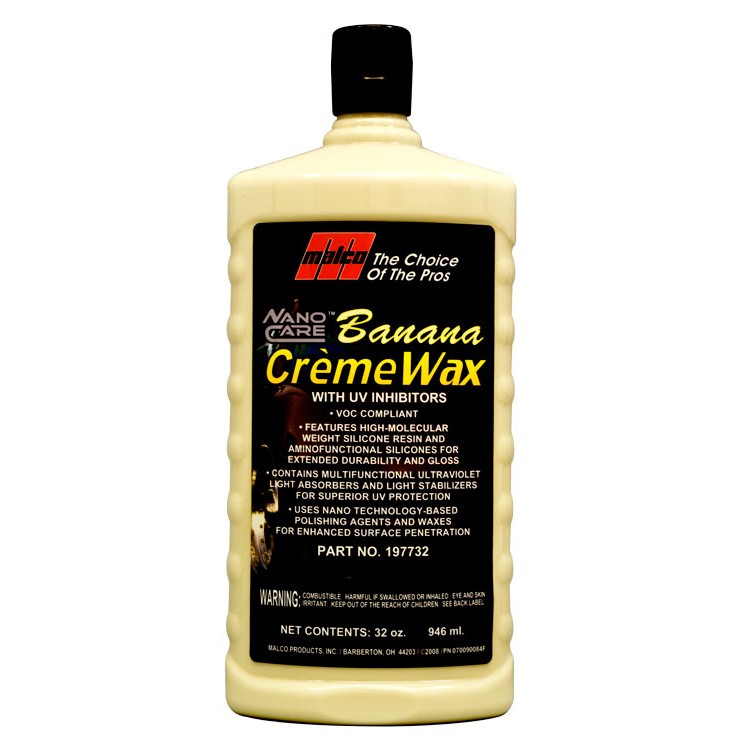 malco The Choice
Of The Pros
NANO CARE™ Banana
CrèmeWax
WITH UV INHIBITORS
• VOC COMPLIANT
• FEATURES HIGH-MOLECULAR
WEIGHT SILICONE RESIN AND
AMINOFUNCTIONAL SILICONES FOR
EXTENDED DURABILITY AND GLOSS
• CONTAINS MULTIFUNCTIONAL ULTRAVIOLET
LIGHT ABSORBERS AND LIGHT STABILIZERS
FOR SUPERIOR UV PROTECTION
• USES NANO TECHNOLOGY-BASED
POLISHING AGENTS AND WAXES
FOR ENHANCED SURFACE PENETRATION
PART NO. 197732
WARNING: COMBUSTIBLE HARMFUL IF SWALLOWED OR INHALED EYE AND SKIN
IRRITANT. KEEP OUT OF THE REACH OF CHILDREN. SEE BACK LABEL.
NET CONTENTS: 32 oz. 946 ml.
MALCO PRODUCTS, INC. / BARBERTON, OH 44203 / ©2008 / PN 070090084F